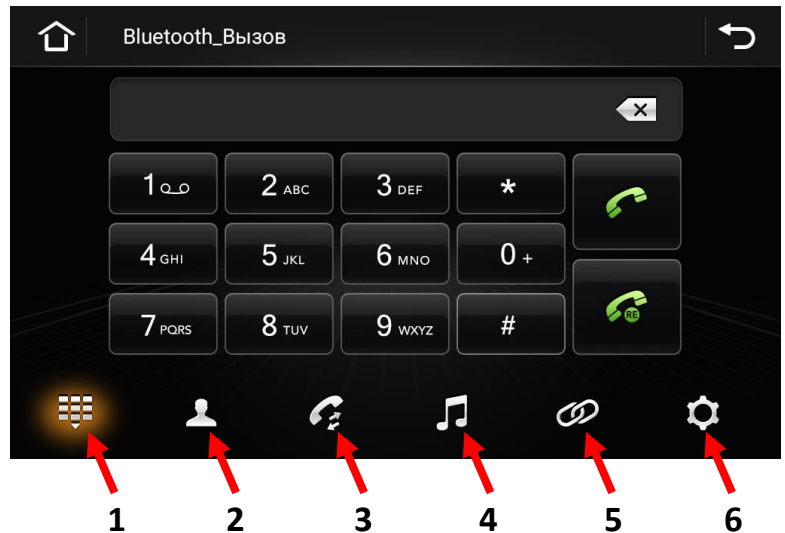 Bluetooth_Вызов
1 2 ABC 3 DEF *
4 GHI 5 JKL 6 MNO 0 +
7 PQRS 8 TUV 9 WXYZ #
RE
1 2 3 4 5 6